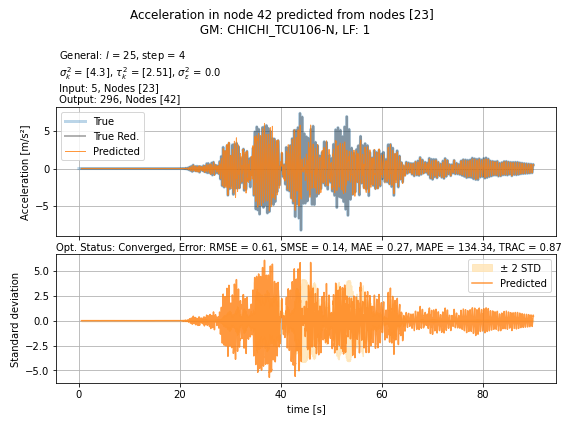 Acceleration in node 42 predicted from nodes [23]
GM: CHICHI_TCU106-N, LF: 1
General: l = 25, step = 4
σ²ₖ = [4.3], τ²ₖ = [2.51], σ²ₑ = 0.0
Input: 5, Nodes [23]
Output: 296, Nodes [42]
True
True Red.
Predicted
Acceleration [m/s²]
5
0
−5
Opt. Status: Converged, Error: RMSE = 0.61, SMSE = 0.14, MAE = 0.27, MAPE = 134.34, TRAC = 0.87
± 2 STD
Predicted
Standard deviation
5.0
2.5
0.0
−2.5
−5.0
0 20 40 60 80
time [s]